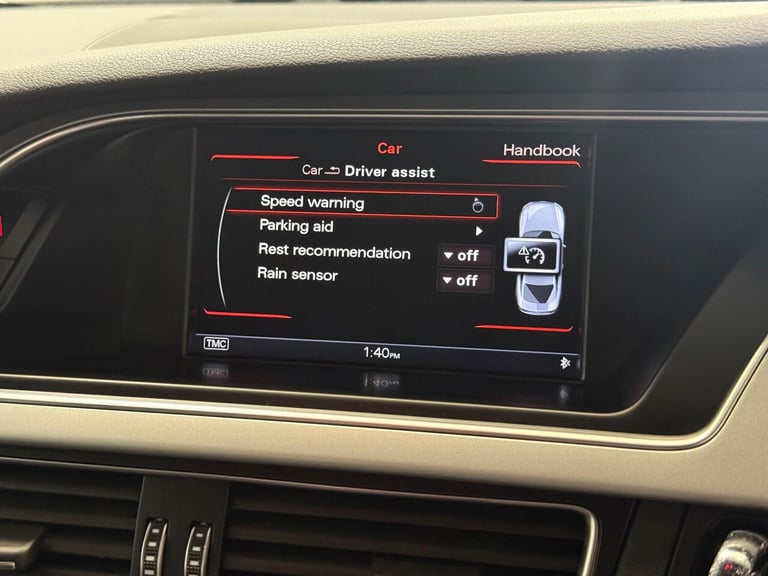 Car
Handbook
Car Driver assist
Speed warning
Parking aid
Rest recommendation off
Rain sensor off
TMC
1:40PM